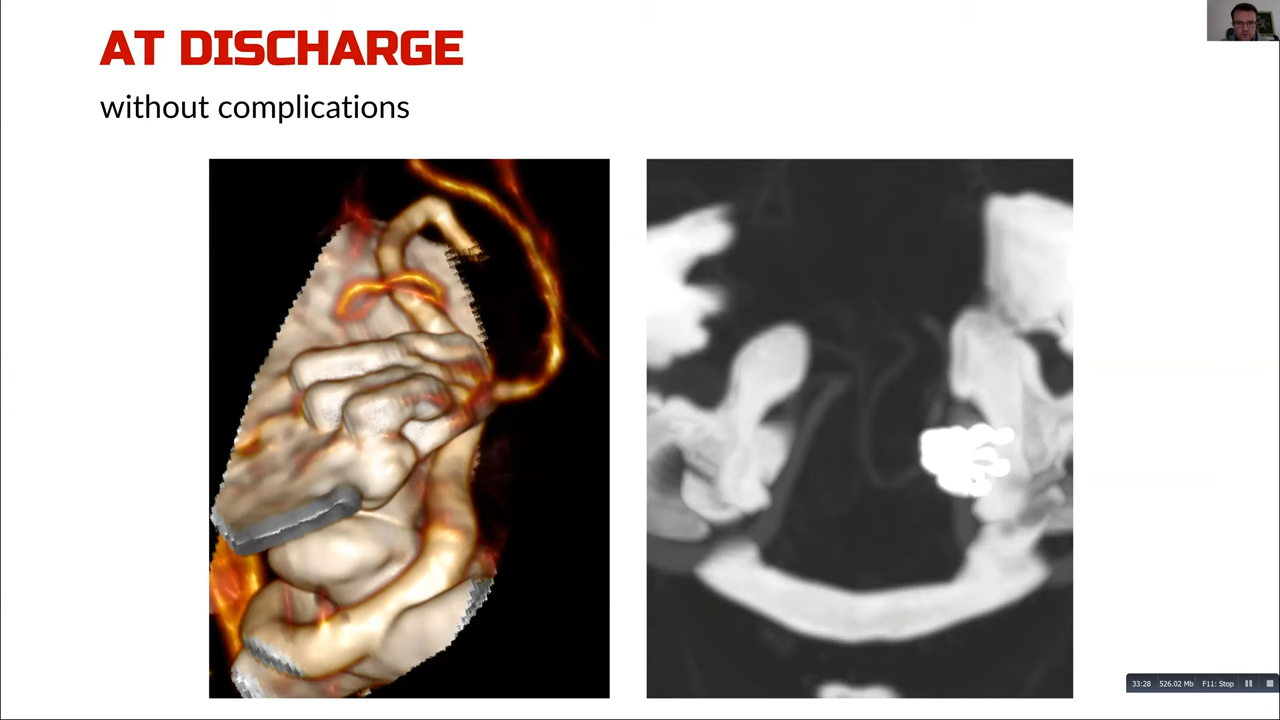 AT DISCHARGE
without complications
33:28 526.02 Mb F11: Stop